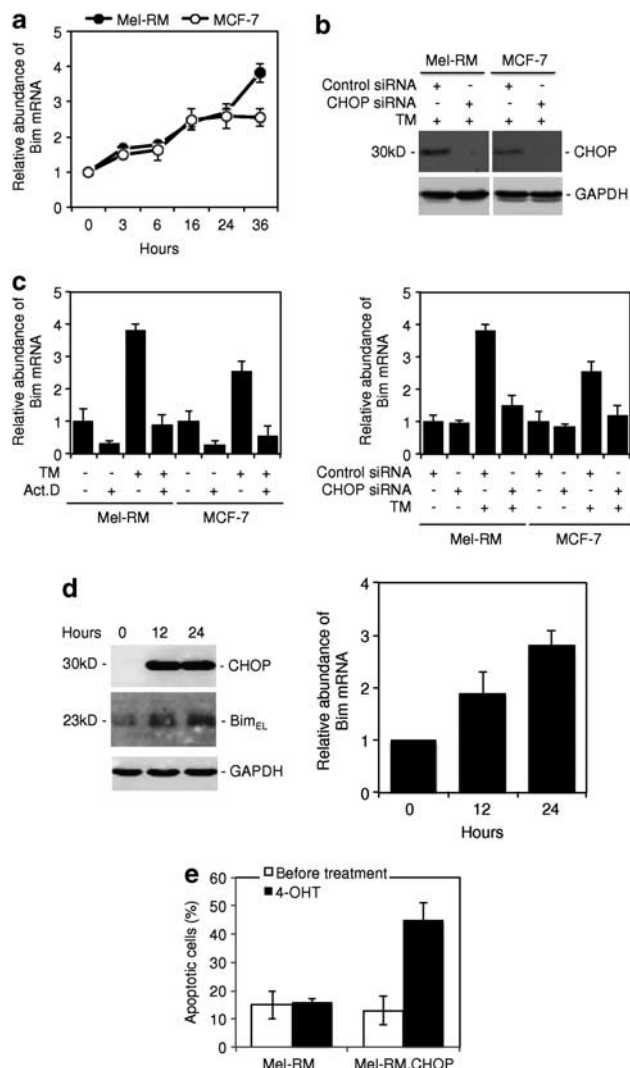 a
Mel-RM MCF-7
Relative abundance of
Bim mRNA
5
4
3
2
1
0
0 3 6 16 24 36
Hours
b
Mel-RM MCF-7
Control siRNA + - + -
CHOP siRNA - + - +
TM + + + +
30kD - - CHOP
- GAPDH
c
Relative abundance of
Bim mRNA
5
4
3
2
1
0
TM - - + + - - + +
Act.D - + - + - + - +
Mel-RM MCF-7
Relative abundance of
Bim mRNA
5
4
3
2
1
0
Control siRNA + - + - + - + -
CHOP siRNA - + - + - + - +
TM - - + + - - + +
Mel-RM MCF-7
d
Hours 0 12 24
30kD - - CHOP
23kD - - BimEL
- GAPDH
Relative abundance of
Bim mRNA
4
3
2
1
0
0 12 24
Hours
e
Before treatment
4-OHT
Apoptotic cells (%)
60
50
40
30
20
10
0
Mel-RM Mel-RM.CHOP